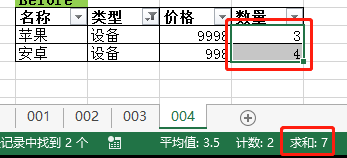 Before
名称 类型 价格 数量
苹果 设备 9998 3
安卓 设备 998 4
001 002 003 004
记录中找到 2 个 平均值: 3.5 计数: 2 求和: 7